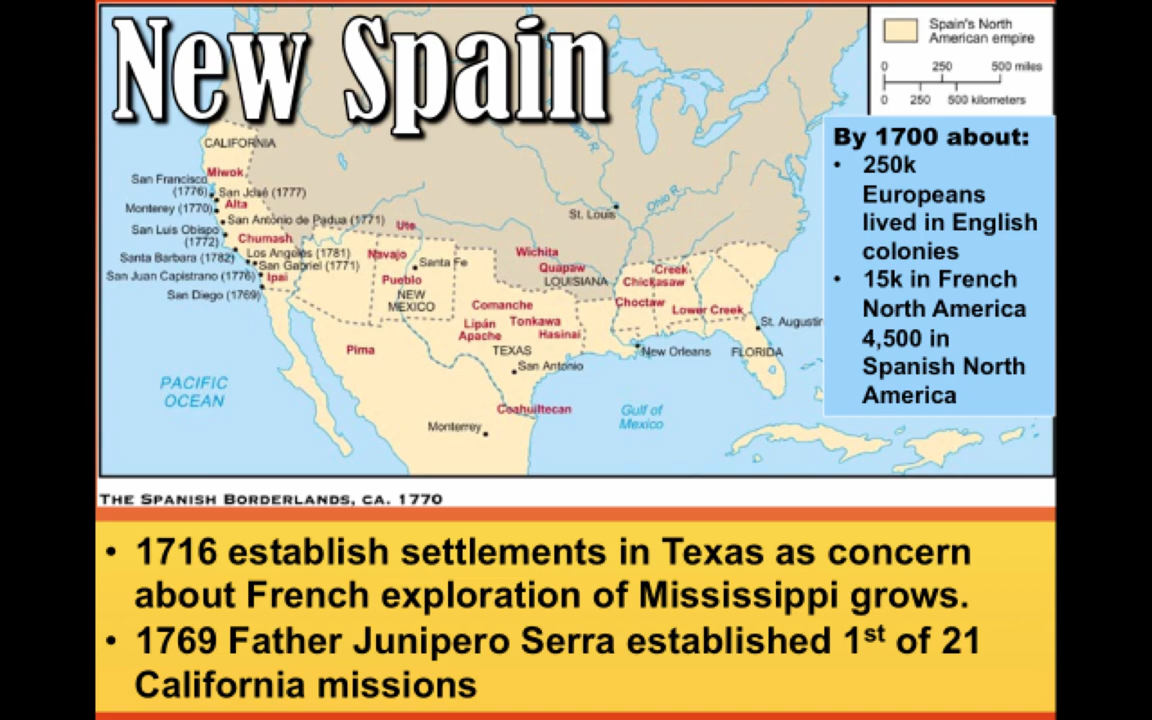 New Spain
Spain's North
American empire
0 250 500 miles
0 250 500 kilometers
By 1700 about:
• 250k
Europeans
lived in English
colonies
• 15k in French
North America
4,500 in
Spanish North
America
CALIFORNIA
Miwok
San Francisco
(1776)
San José (1777)
Monterey (1770)
Alta
San Antonio de Padua (1771)
San Luis Obispo
(1772)
Chumash
Santa Barbara (1782)
Los Angeles (1781)
San Gabriel (1771)
San Juan Capistrano (1776)
Ipai
San Diego (1769)
Ute
Navajo
Santa Fe
Pueblo
NEW
MEXICO
Pima
St. Louis
Ohio R.
Wichita
Quapaw
LOUISIANA
Comanche
Lipán
Apache
Tonkawa
Hasinai
TEXAS
San Antonio
Coahuiltecan
Monterrey
Creek
Chickasaw
Choctaw
Lower Creek
St. Augustin
New Orleans
FLORIDA
PACIFIC
OCEAN
Gulf of
Mexico
The Spanish Borderlands, ca. 1770
• 1716 establish settlements in Texas as concern
about French exploration of Mississippi grows.
• 1769 Father Junipero Serra established 1st of 21
California missions